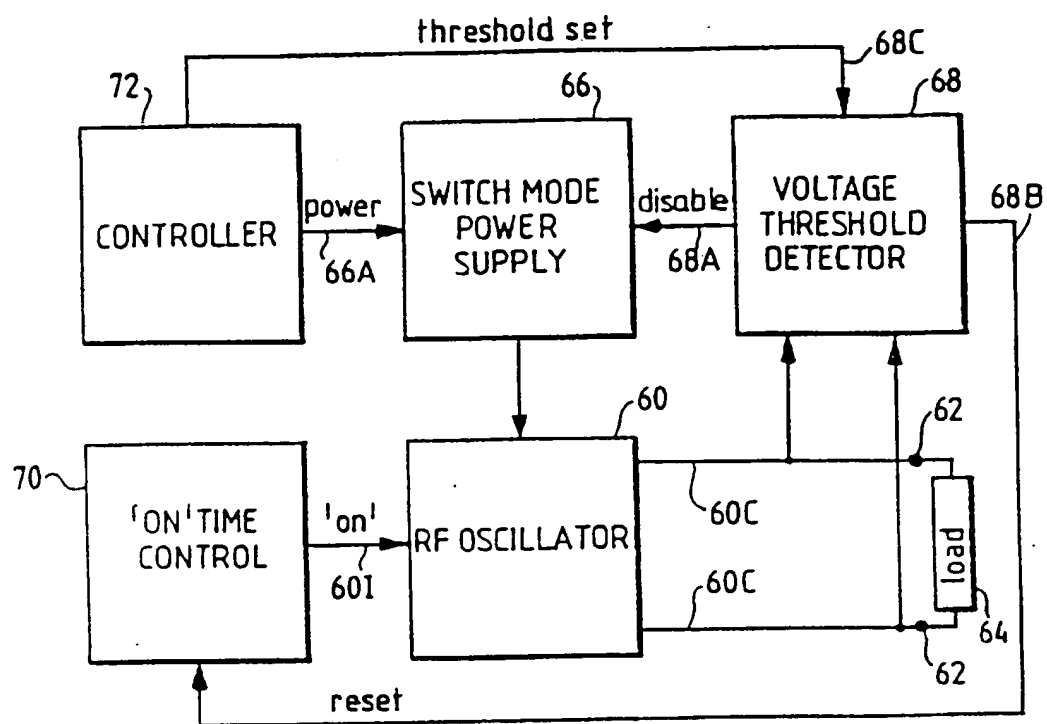 threshold set
68C
72
66
68
CONTROLLER
power
66A
SWITCH MODE
POWER
SUPPLY
disable
68A
VOLTAGE
THRESHOLD
DETECTOR
68B
60
62
70
'ON' TIME
CONTROL
'on'
60I
RF OSCILLATOR
60C
60C
load
64
62
reset